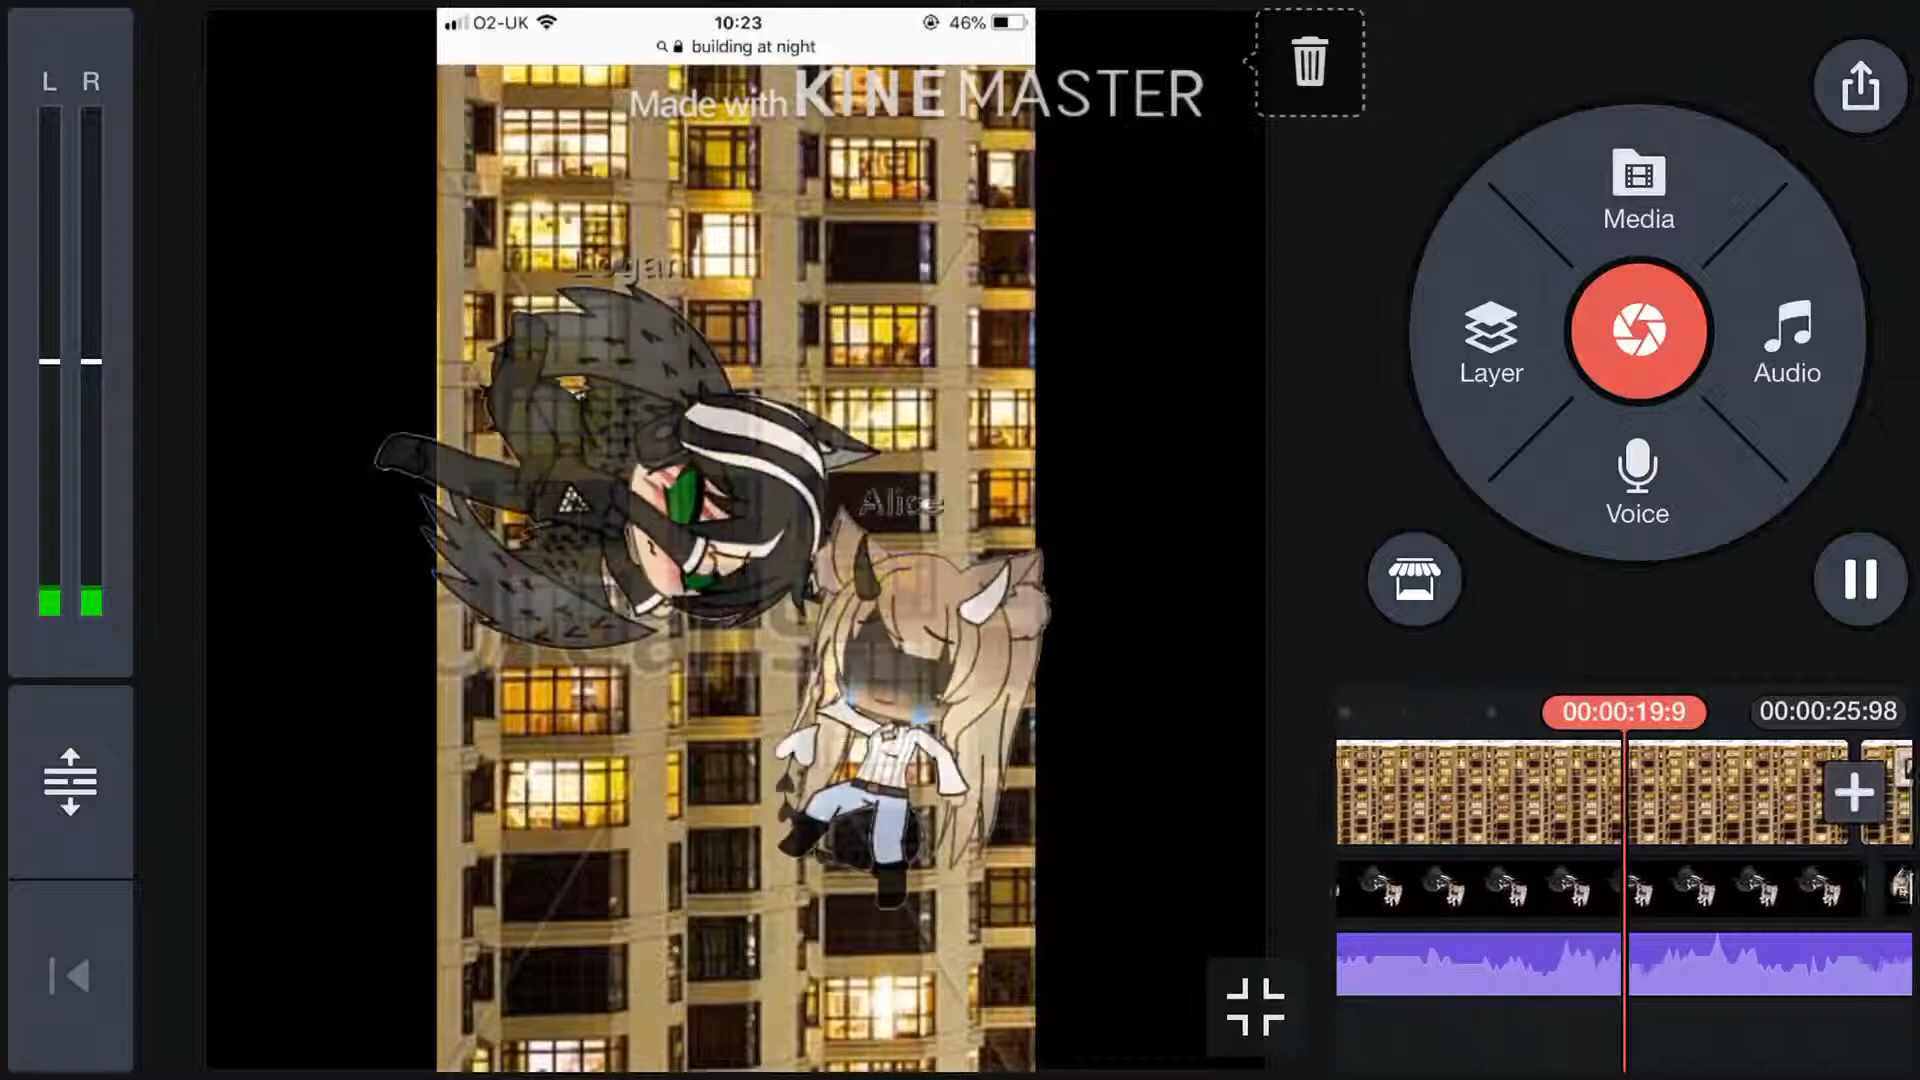 L R
O2-UK 10:23 46%
building at night
Made with KINEMASTER
Media
Layer
Audio
Voice
Logan
Alice
00:00:19:9
00:00:25:98